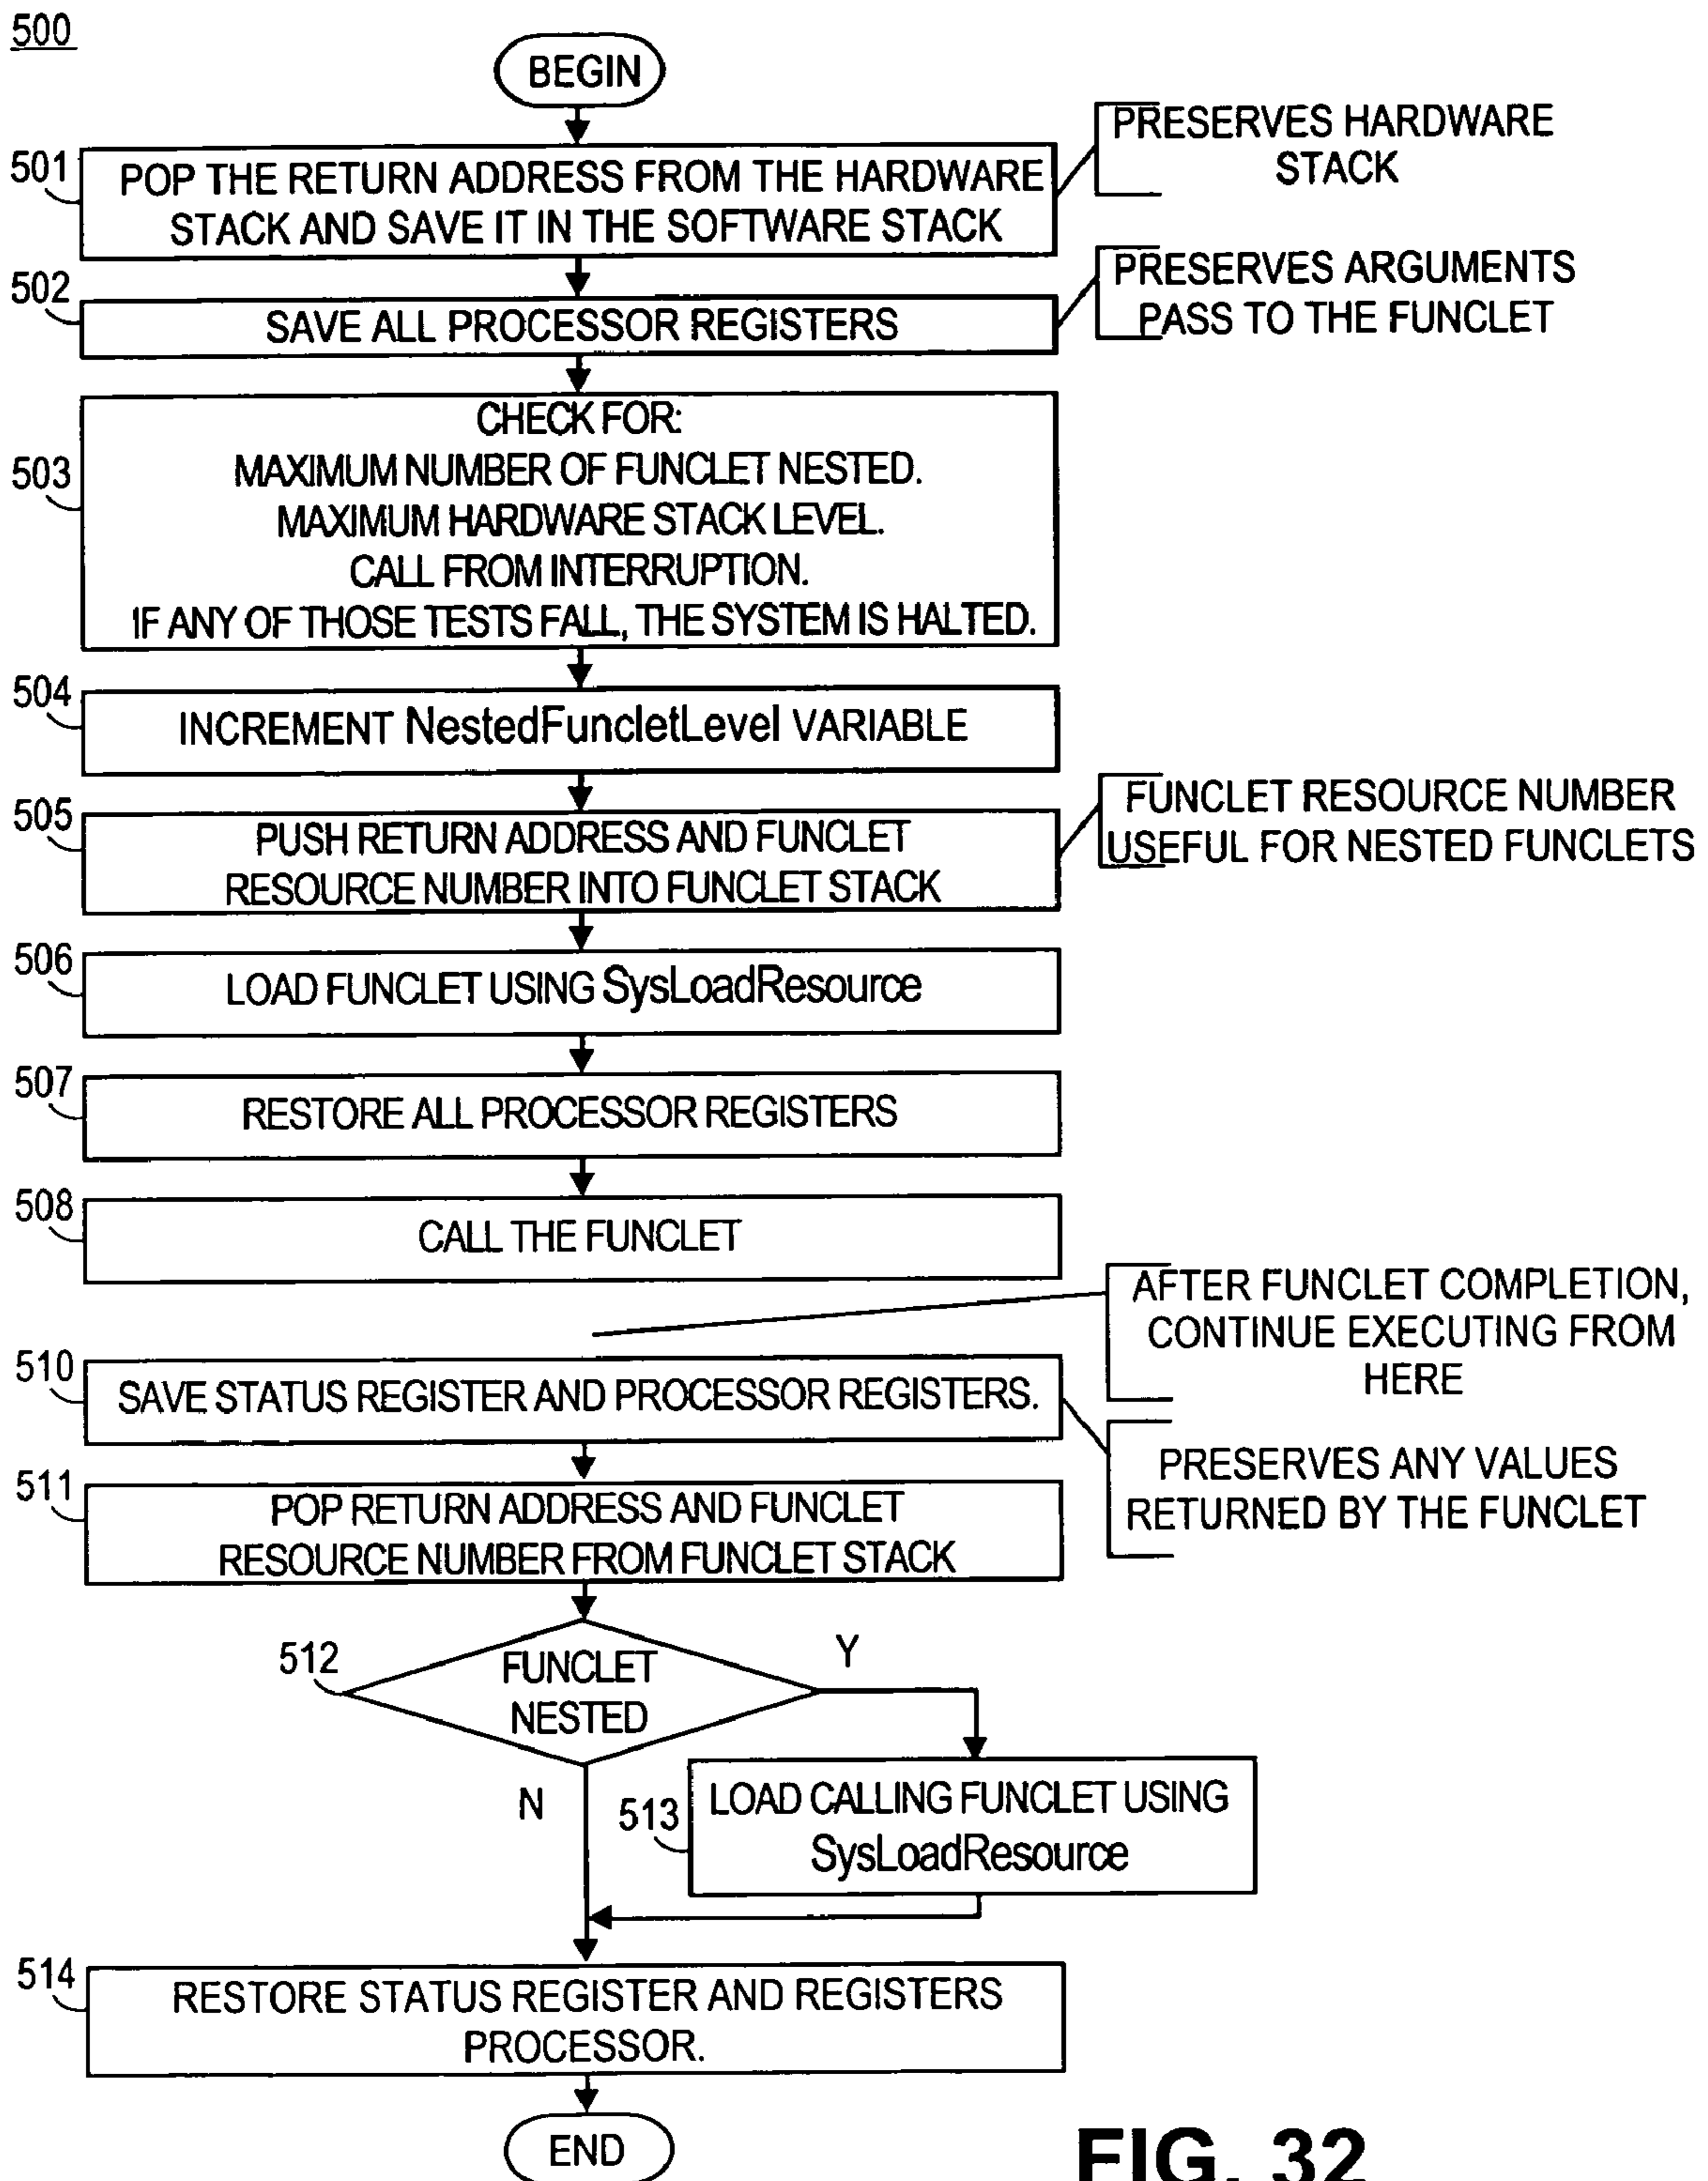 500
BEGIN
501
POP THE RETURN ADDRESS FROM THE HARDWARE
STACK AND SAVE IT IN THE SOFTWARE STACK
PRESERVES HARDWARE
STACK
502
SAVE ALL PROCESSOR REGISTERS
PRESERVES ARGUMENTS
PASS TO THE FUNCLET
503
CHECK FOR:
MAXIMUM NUMBER OF FUNCLET NESTED.
MAXIMUM HARDWARE STACK LEVEL.
CALL FROM INTERRUPTION.
IF ANY OF THOSE TESTS FALL, THE SYSTEM IS HALTED.
504
INCREMENT NestedFuncletLevel VARIABLE
505
PUSH RETURN ADDRESS AND FUNCLET
RESOURCE NUMBER INTO FUNCLET STACK
FUNCLET RESOURCE NUMBER
USEFUL FOR NESTED FUNCLETS
506
LOAD FUNCLET USING SysLoadResource
507
RESTORE ALL PROCESSOR REGISTERS
508
CALL THE FUNCLET
AFTER FUNCLET COMPLETION,
CONTINUE EXECUTING FROM
HERE
510
SAVE STATUS REGISTER AND PROCESSOR REGISTERS.
PRESERVES ANY VALUES
RETURNED BY THE FUNCLET
511
POP RETURN ADDRESS AND FUNCLET
RESOURCE NUMBER FROM FUNCLET STACK
512
FUNCLET
NESTED
Y
N
513
LOAD CALLING FUNCLET USING
SysLoadResource
514
RESTORE STATUS REGISTER AND REGISTERS
PROCESSOR.
END
FIG. 32